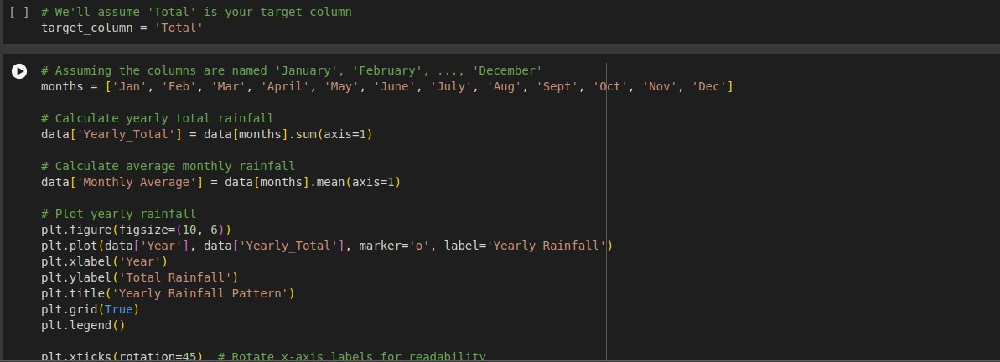 [ ] # We'll assume 'Total' is your target column
target_column = 'Total'
# Assuming the columns are named 'January', 'February', ..., 'December'
months = ['Jan', 'Feb', 'Mar', 'April', 'May', 'June', 'July', 'Aug', 'Sept', 'Oct', 'Nov', 'Dec']
# Calculate yearly total rainfall
data['Yearly_Total'] = data[months].sum(axis=1)
# Calculate average monthly rainfall
data['Monthly_Average'] = data[months].mean(axis=1)
# Plot yearly rainfall
plt.figure(figsize=(10, 6))
plt.plot(data['Year'], data['Yearly_Total'], marker='o', label='Yearly Rainfall')
plt.xlabel('Year')
plt.ylabel('Total Rainfall')
plt.title('Yearly Rainfall Pattern')
plt.grid(True)
plt.legend()
plt.xticks(rotation=45)  # Rotate x-axis labels for readability